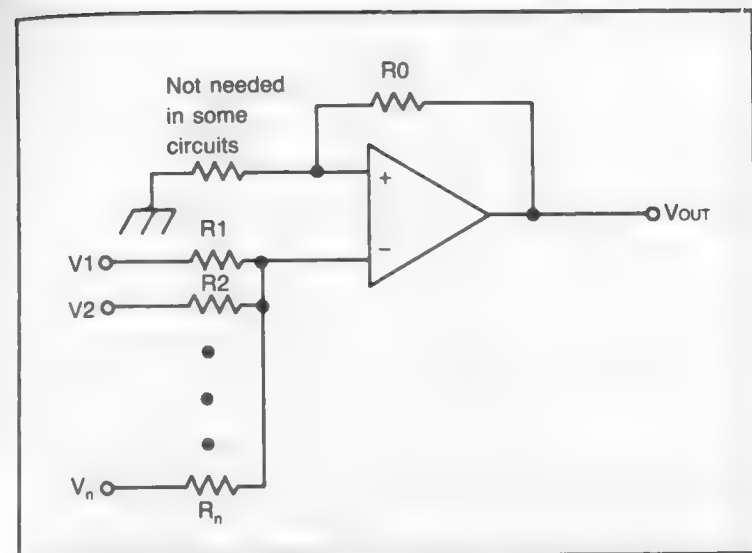 Not needed
in some
circuits
R0
+
−
VOUT
R1
V1
R2
V2
Vn
Rn